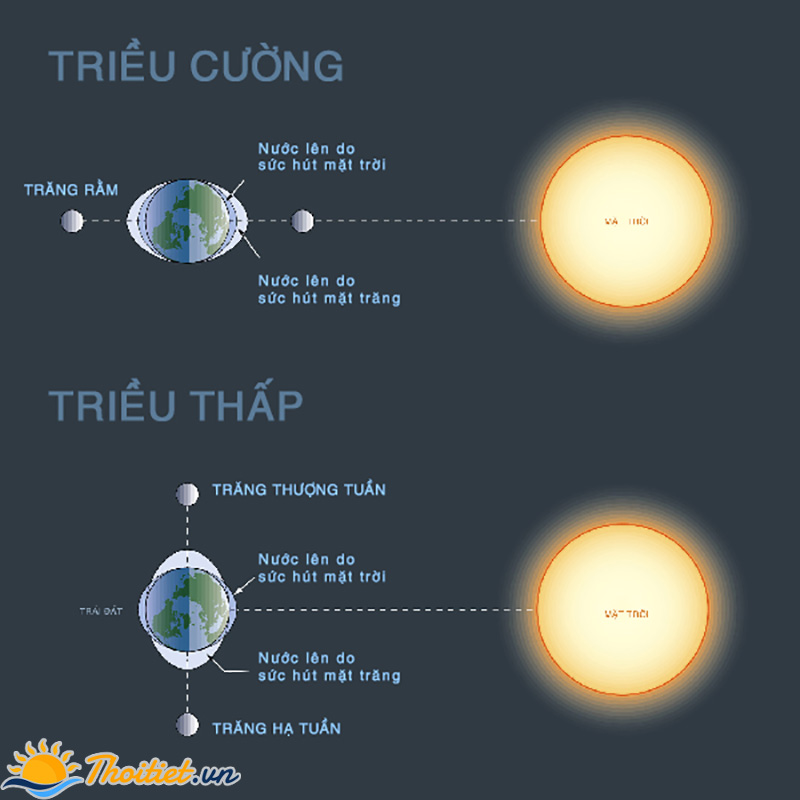 TRIỀU CƯỜNG
Nước lên do
sức hút mặt trời
TRĂNG RẰM
MẶT TRỜI
Nước lên do
sức hút mặt trăng
TRIỀU THẤP
TRĂNG THƯỢNG TUẦN
Nước lên do
sức hút mặt trời
TRÁI ĐẤT
MẶT TRỜI
Nước lên do
sức hút mặt trăng
TRĂNG HẠ TUẦN
Thoitiet.vn